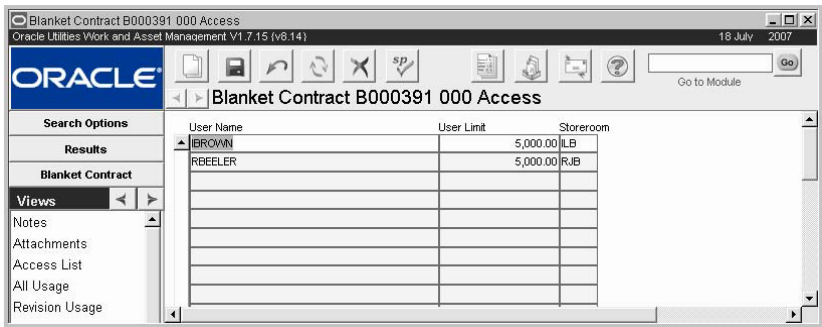 Blanket Contract B000391 000 Access
Oracle Utilities Work and Asset Management V1.7.15 (v8.14)
18 July 2007
ORACLE
sp
Go
Go to Module
Blanket Contract B000391 000 Access
Search Options
Results
Blanket Contract
Views
Notes
Attachments
Access List
All Usage
Revision Usage
User Name User Limit Storeroom
IBROWN 5,000.00 ILB
RBEELER 5,000.00 RJB